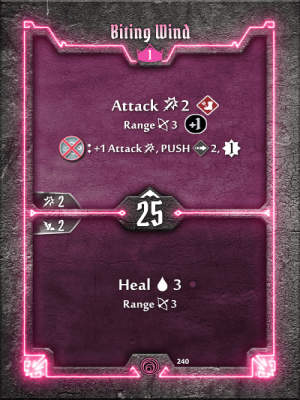 Biting Wind
1
Attack 2
Range 3 +1
: +1 Attack, PUSH 2, 1
2
25
2
Heal 3
Range 3
240